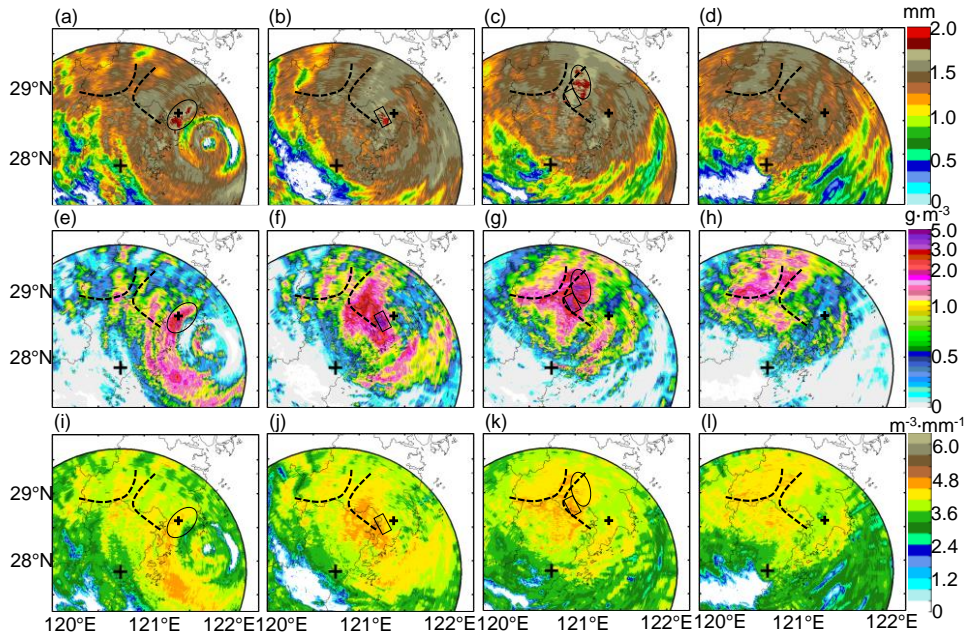 (a) (b) (c) (d) mm
29°N
28°N
2.0
1.5
1.0
0.5
0
(e) (f) (g) (h) g·m⁻³
29°N
28°N
5.0
3.0
2.0
1.0
0.5
0
(i) (j) (k) (l) m⁻³·mm⁻¹
29°N
28°N
6.0
4.8
3.6
2.4
1.2
0
120°E 121°E 122°E 120°E 121°E 122°E 120°E 121°E 122°E 120°E 121°E 122°E